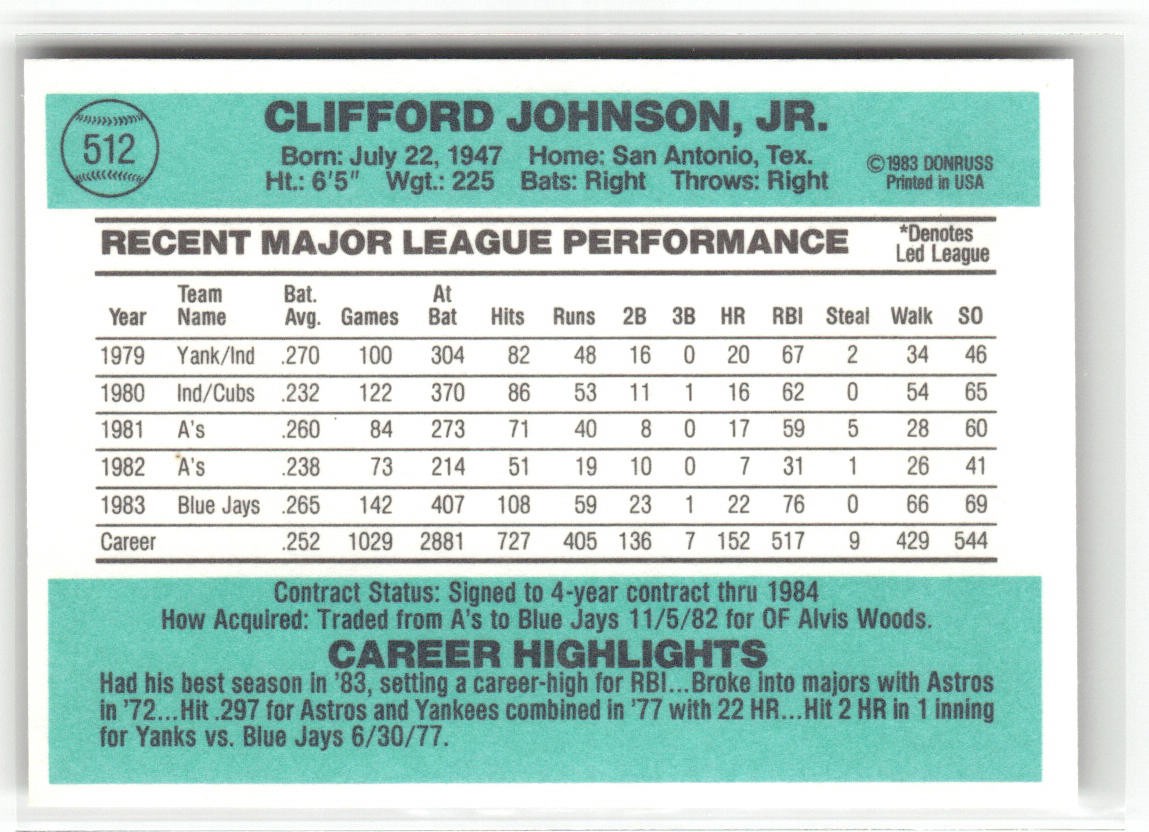 512
CLIFFORD JOHNSON, JR.
Born: July 22, 1947 Home: San Antonio, Tex.
Ht.: 6'5" Wgt.: 225 Bats: Right Throws: Right
©1983 DONRUSS
Printed in USA
RECENT MAJOR LEAGUE PERFORMANCE
*Denotes
Led League
Year Team Name Bat. Avg. Games At Bat Hits Runs 2B 3B HR RBI Steal Walk SO
1979 Yank/Ind .270 100 304 82 48 16 0 20 67 2 34 46
1980 Ind/Cubs .232 122 370 86 53 11 1 16 62 0 54 65
1981 A's .260 84 273 71 40 8 0 17 59 5 28 60
1982 A's .238 73 214 51 19 10 0 7 31 1 26 41
1983 Blue Jays .265 142 407 108 59 23 1 22 76 0 66 69
Career .252 1029 2881 727 405 136 7 152 517 9 429 544
Contract Status: Signed to 4-year contract thru 1984
How Acquired: Traded from A's to Blue Jays 11/5/82 for OF Alvis Woods.
CAREER HIGHLIGHTS
Had his best season in '83, setting a career-high for RBI...Broke into majors with Astros
in '72...Hit .297 for Astros and Yankees combined in '77 with 22 HR...Hit 2 HR in 1 inning
for Yanks vs. Blue Jays 6/30/77.